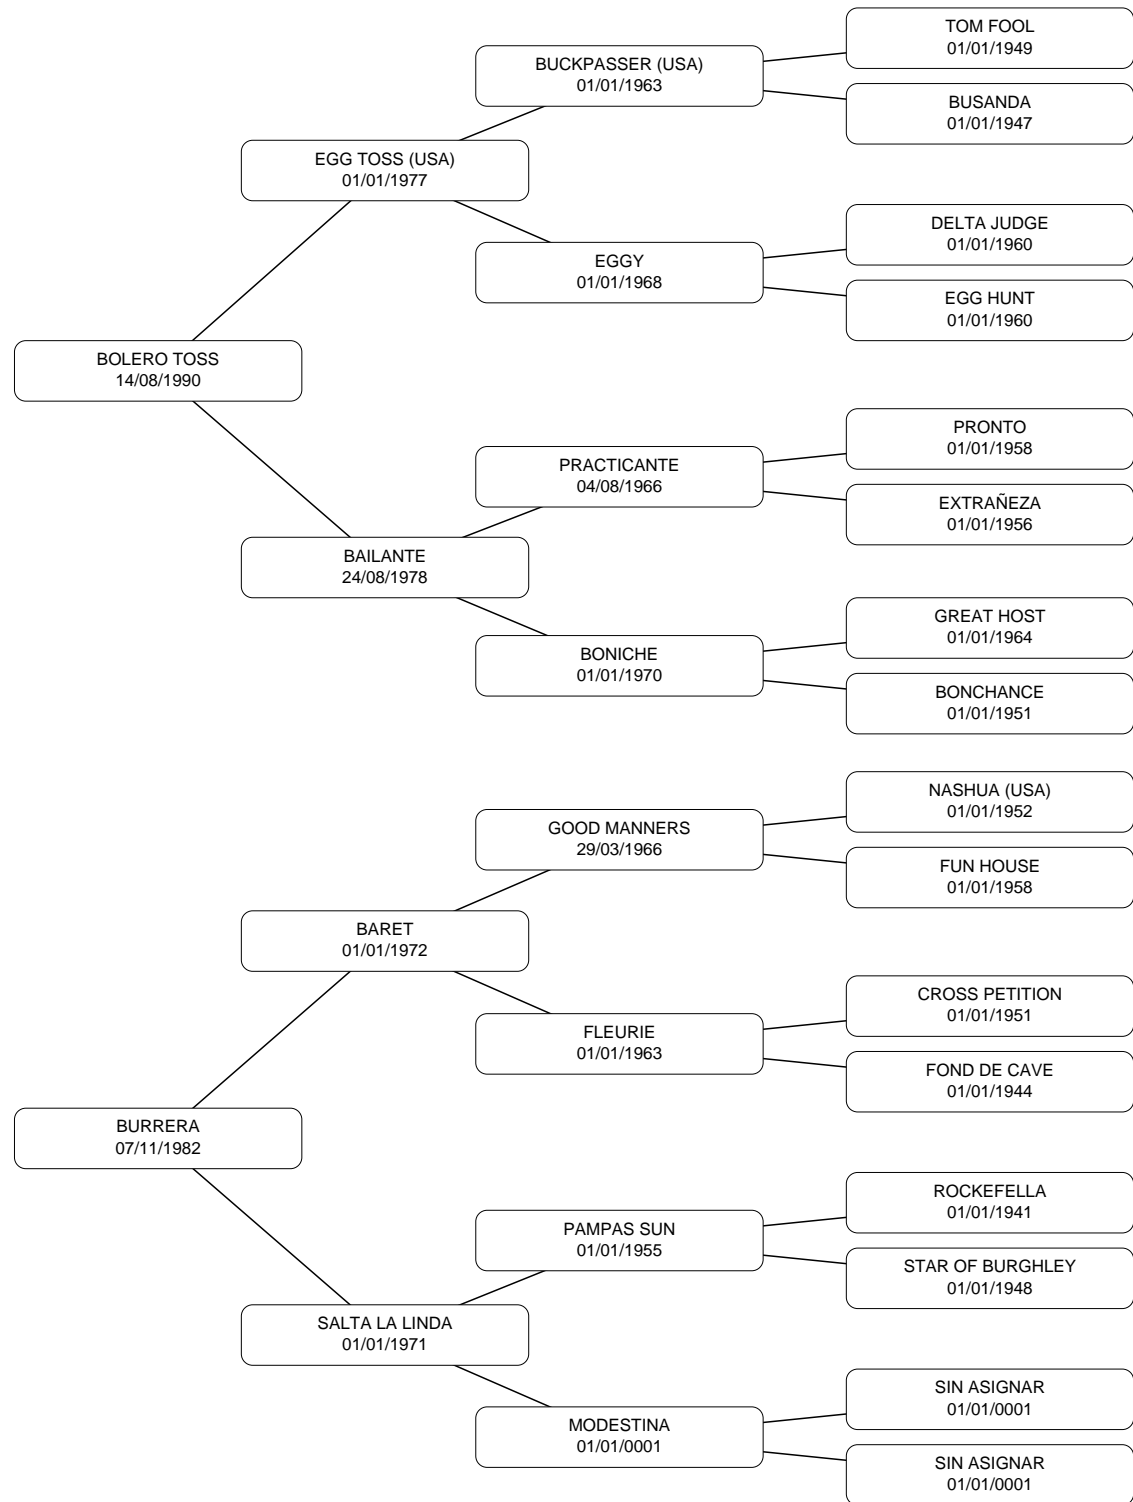 TOM FOOL
01/01/1949
BUCKPASSER (USA)
01/01/1963
BUSANDA
01/01/1947
EGG TOSS (USA)
01/01/1977
DELTA JUDGE
01/01/1960
EGGY
01/01/1968
EGG HUNT
01/01/1960
BOLERO TOSS
14/08/1990
PRONTO
01/01/1958
PRACTICANTE
04/08/1966
EXTRAÑEZA
01/01/1956
BAILANTE
24/08/1978
GREAT HOST
01/01/1964
BONICHE
01/01/1970
BONCHANCE
01/01/1951
NASHUA (USA)
01/01/1952
GOOD MANNERS
29/03/1966
FUN HOUSE
01/01/1958
BARET
01/01/1972
CROSS PETITION
01/01/1951
FLEURIE
01/01/1963
FOND DE CAVE
01/01/1944
BURRERA
07/11/1982
ROCKEFELLA
01/01/1941
PAMPAS SUN
01/01/1955
STAR OF BURGHLEY
01/01/1948
SALTA LA LINDA
01/01/1971
SIN ASIGNAR
01/01/0001
MODESTINA
01/01/0001
SIN ASIGNAR
01/01/0001